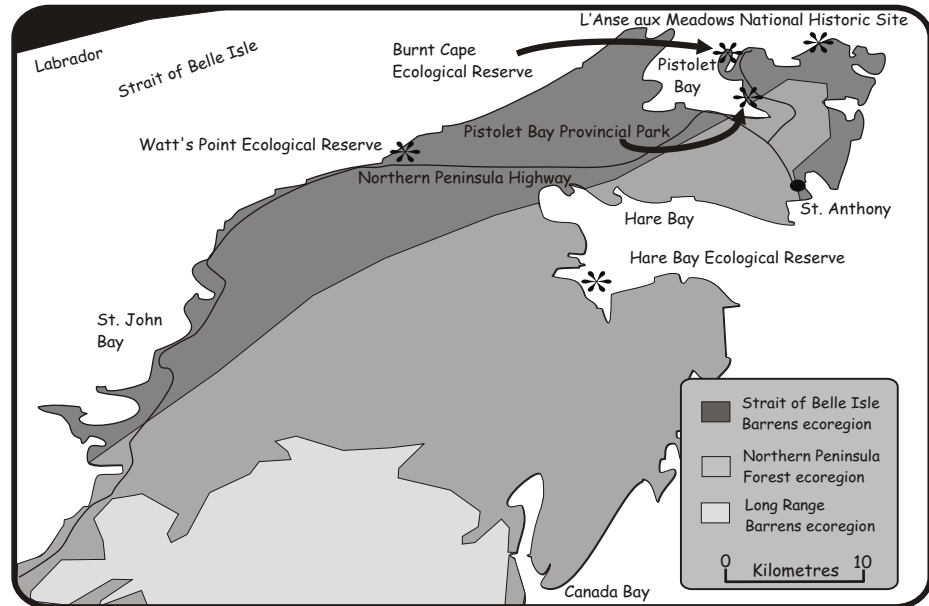 L'Anse aux Meadows National Historic Site
Labrador
Strait of Belle Isle
Burnt Cape
Ecological Reserve
Pistolet
Bay
Watt's Point Ecological Reserve
Pistolet Bay Provincial Park
Northern Peninsula Highway
St. Anthony
Hare Bay
Hare Bay Ecological Reserve
St. John
Bay
Strait of Belle Isle
Barrens ecoregion
Northern Peninsula
Forest ecoregion
Long Range
Barrens ecoregion
0 10
Kilometres
Canada Bay